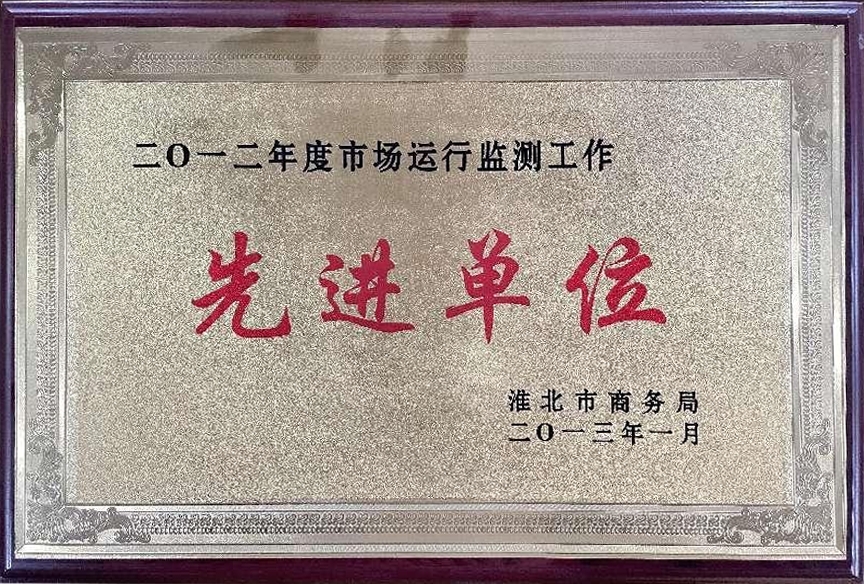 二〇一二年度市场运行监测工作
先进单位
淮北市商务局
二〇一三年一月